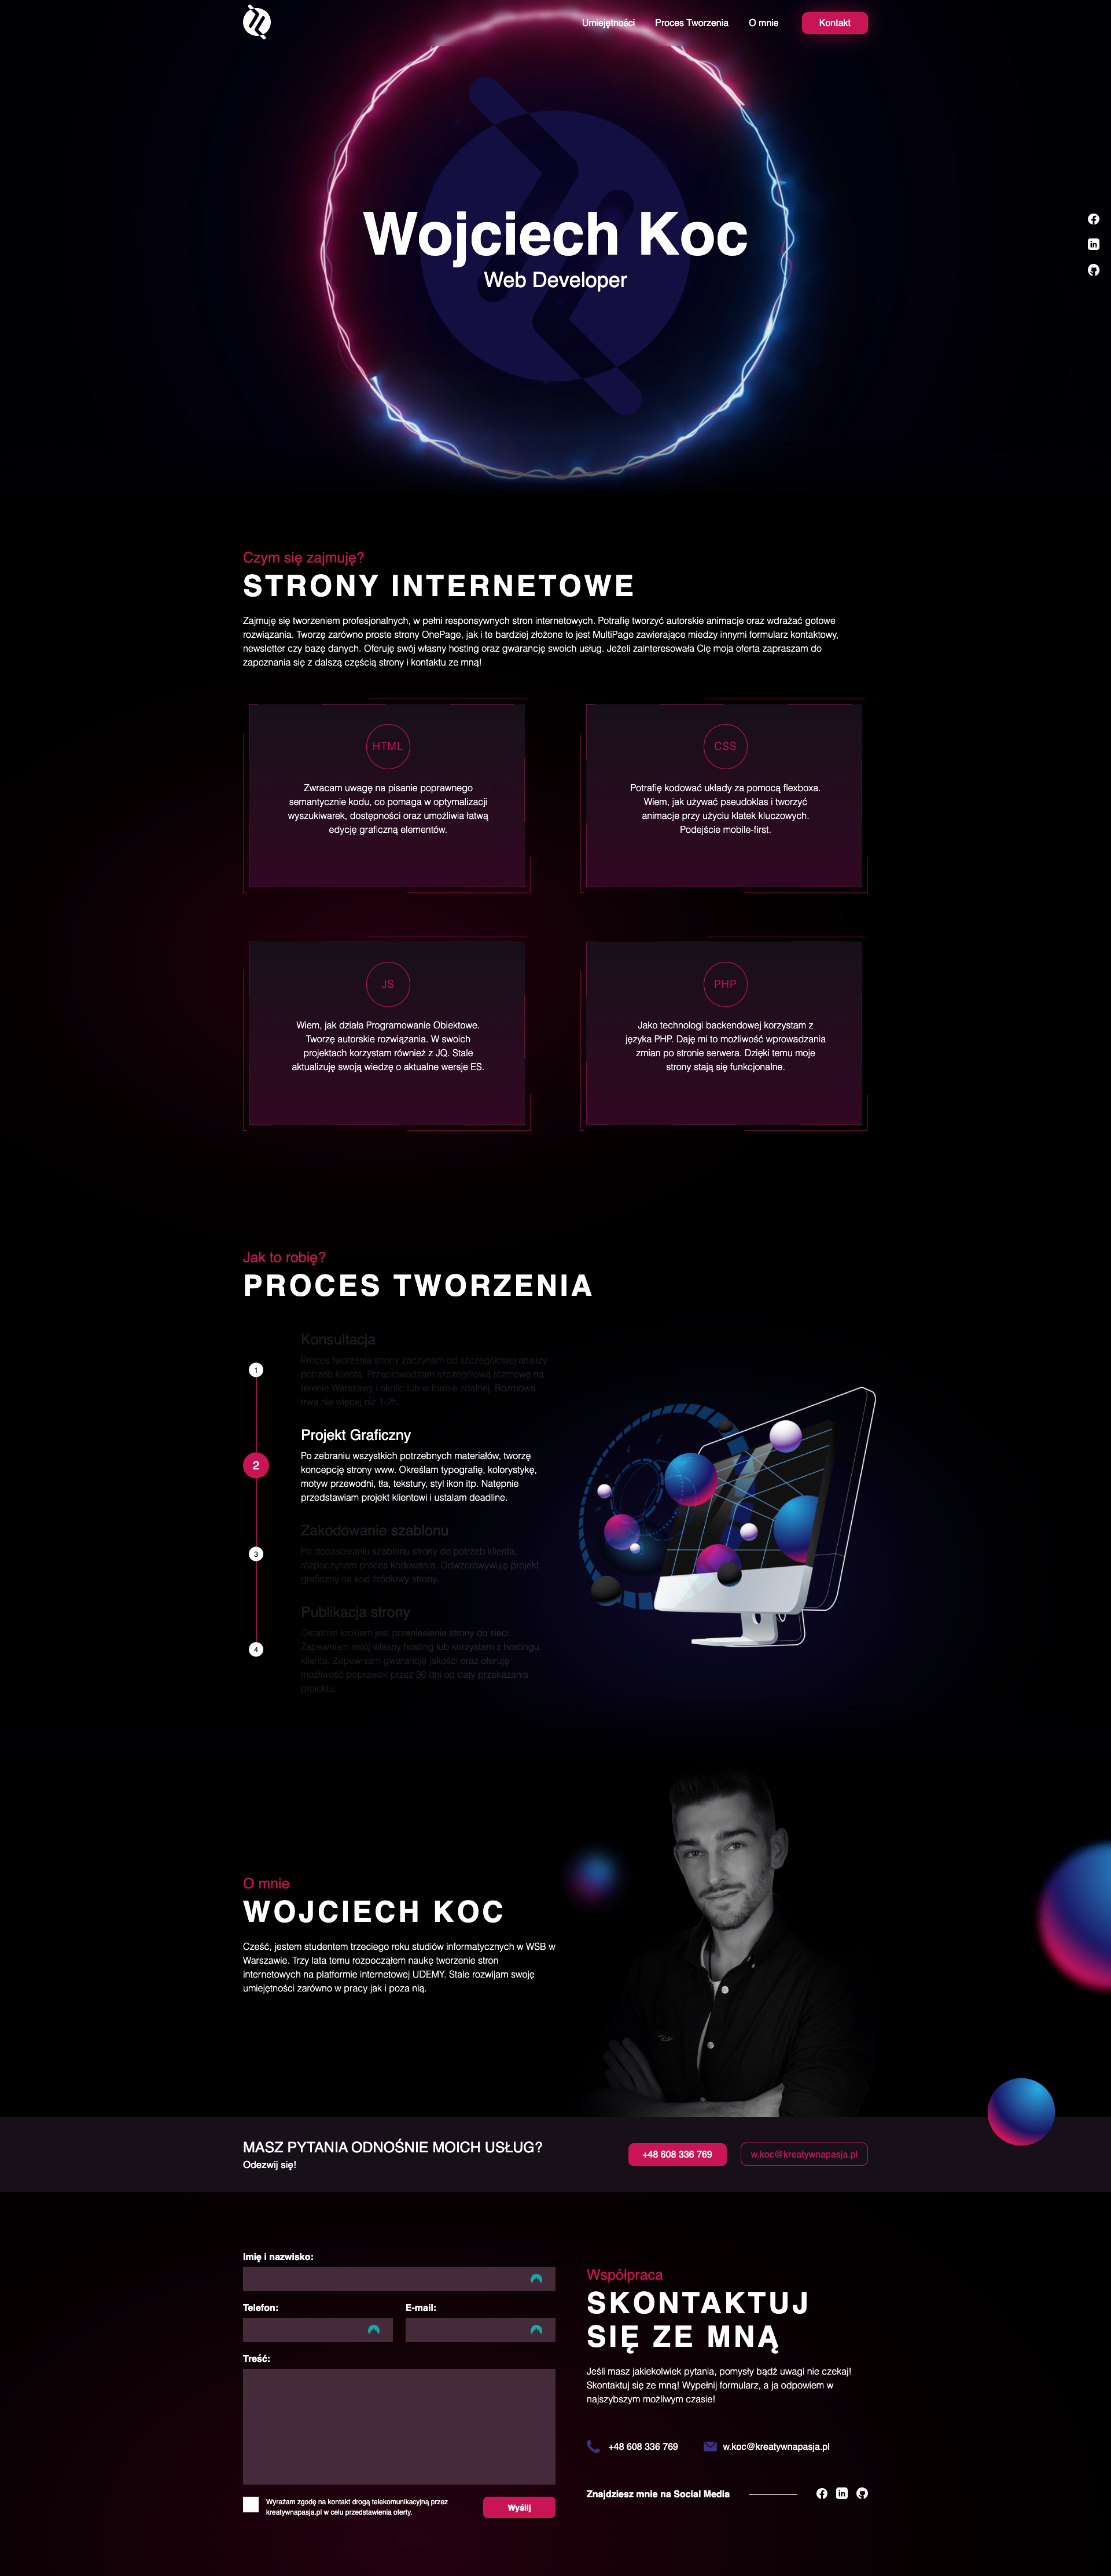 Umiejętności
Proces Tworzenia
O mnie
Kontakt
Wojciech Koc
Web Developer
Czym się zajmuję?
STRONY INTERNETOWE
Zajmuję się tworzeniem profesjonalnych, w pełni responsywnych stron internetowych. Potrafię tworzyć autorskie animacje oraz wdrażać gotowe
rozwiązania. Tworzę zarówno proste strony OnePage, jak i te bardziej złożone to jest MultiPage zawierające miedzy innymi formularz kontaktowy,
newsletter czy bazę danych. Oferuję swój własny hosting oraz gwarancję swoich usług. Jeżeli zainteresowała Cię moja oferta zapraszam do
zapoznania się z dalszą częścią strony i kontaktu ze mną!
HTML
Zwracam uwagę na pisanie poprawnego
semantycznie kodu, co pomaga w optymalizacji
wyszukiwarek, dostępności oraz umożliwia łatwą
edycję graficzną elementów.
CSS
Potrafię kodować układy za pomocą flexboxa.
Wiem, jak używać pseudoklas i tworzyć
animacje przy użyciu klatek kluczowych.
Podejście mobile-first.
JS
Wiem, jak działa Programowanie Obiektowe.
Tworzę autorskie rozwiązania. W swoich
projektach korzystam również z JQ. Stale
aktualizuję swoją wiedzę o aktualne wersje ES.
PHP
Jako technologi backendowej korzystam z
języka PHP. Daję mi to możliwość wprowadzania
zmian po stronie serwera. Dzięki temu moje
strony stają się funkcjonalne.
Jak to robię?
PROCES TWORZENIA
1
Konsultacja
Proces tworzenia strony zaczynam od szczegółowej analizy
potrzeb klienta. Przeprowadzam szczegółową rozmowę na
terenie Warszawy i okolic lub w formie zdalnej. Rozmowa
trwa nie więcej niż 1-2h.
2
Projekt Graficzny
Po zebraniu wszystkich potrzebnych materiałów, tworzę
koncepcję strony www. Określam typografię, kolorystykę,
motyw przewodni, tła, tekstury, styl ikon itp. Natępnie
przedstawiam projekt klientowi i ustalam deadline.
3
Zakodowanie szablonu
Po dopasowaniu szablonu strony do potrzeb klienta,
rozpoczynam proces kodowania. Odwzorowywuję projekt
graficzny na kod źródłowy strony.
4
Publikacja strony
Ostatnim krokiem jest przeniesienie strony do sieci.
Zapewniam swój własny hosting lub korzystam z hostingu
klienta. Zapewniam gwarancję jakości oraz oferuję
możliwość poprawek przez 30 dni od daty przekazania
projektu.
O mnie
WOJCIECH KOC
Cześć, jestem studentem trzeciego roku studiów informatycznych w WSB w
Warszawie. Trzy lata temu rozpocząłem naukę tworzenie stron
internetowych na platformie internetowej UDEMY. Stale rozwijam swoję
umiejętności zarówno w pracy jak i poza nią.
MASZ PYTANIA ODNOŚNIE MOICH USŁUG?
Odezwij się!
+48 608 336 769
w.koc@kreatywnapasja.pl
Imię i nazwisko:
Telefon:
E-mail:
Treść:
Wyrażam zgodę na kontakt drogą telekomunikacyjną przez
kreatywnapasja.pl w celu przedstawienia oferty.
Wyślij
Współpraca
SKONTAKTUJ
SIĘ ZE MNĄ
Jeśli masz jakiekolwiek pytania, pomysły bądź uwagi nie czekaj!
Skontaktuj się ze mną! Wypełnij formularz, a ja odpowiem w
najszybszym możliwym czasie!
+48 608 336 769
w.koc@kreatywnapasja.pl
Znajdziesz mnie na Social Media